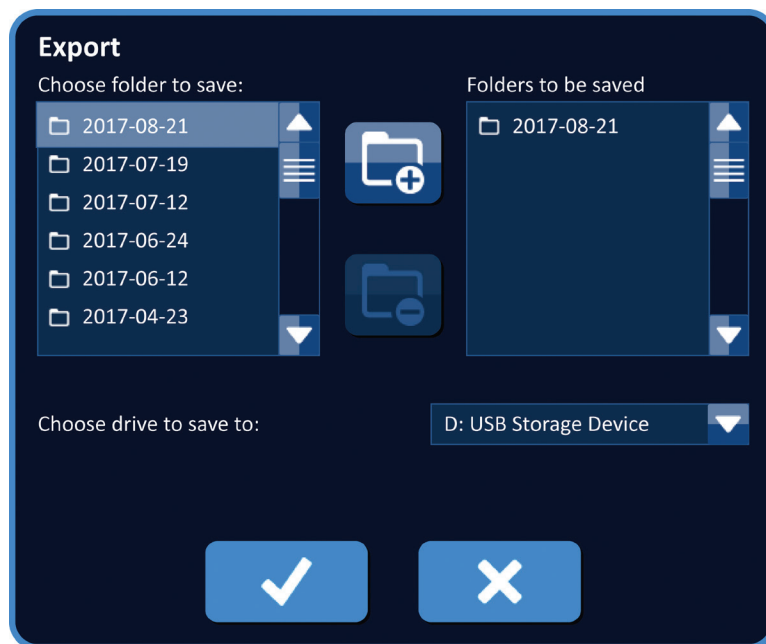 Export
Choose folder to save:
2017-08-21
2017-07-19
2017-07-12
2017-06-24
2017-06-12
2017-04-23
Folders to be saved
2017-08-21
Choose drive to save to:
D: USB Storage Device